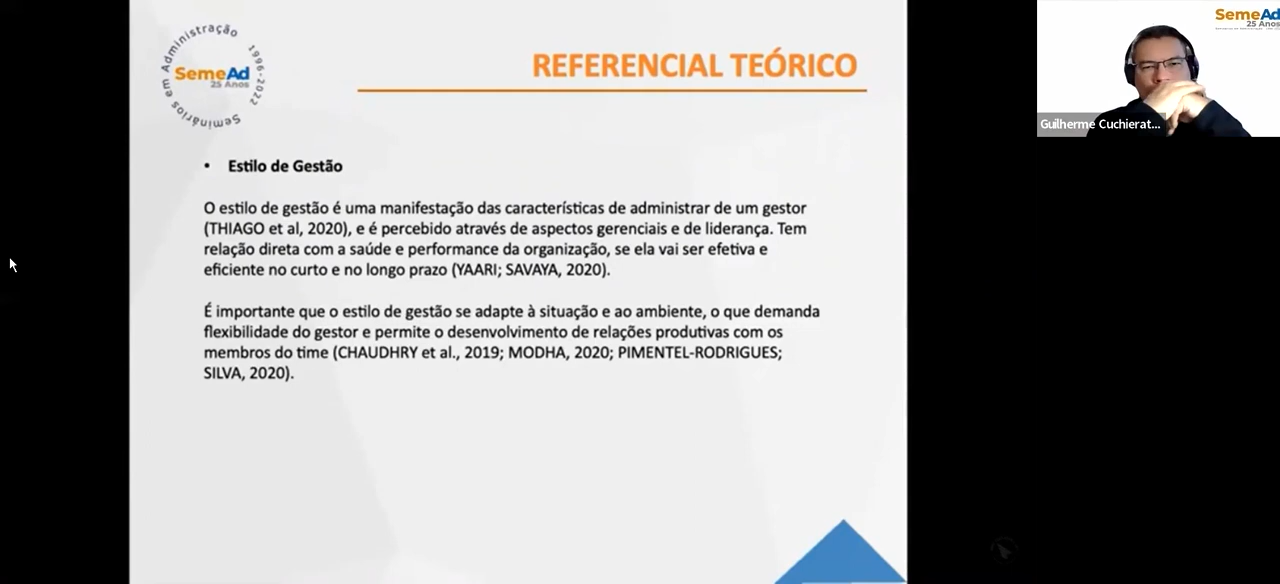 Seminários em Administração 1996-2022
SemeAd
25 Anos
REFERENCIAL TEÓRICO
• Estilo de Gestão
O estilo de gestão é uma manifestação das características de administrar de um gestor
(THIAGO et al, 2020), e é percebido através de aspectos gerenciais e de liderança. Tem
relação direta com a saúde e performance da organização, se ela vai ser efetiva e
eficiente no curto e no longo prazo (YAARI; SAVAYA, 2020).
É importante que o estilo de gestão se adapte à situação e ao ambiente, o que demanda
flexibilidade do gestor e permite o desenvolvimento de relações produtivas com os
membros do time (CHAUDHRY et al., 2019; MODHA, 2020; PIMENTEL-RODRIGUES;
SILVA, 2020).
SemeAd
25 Anos
Guilherme Cuchierat...